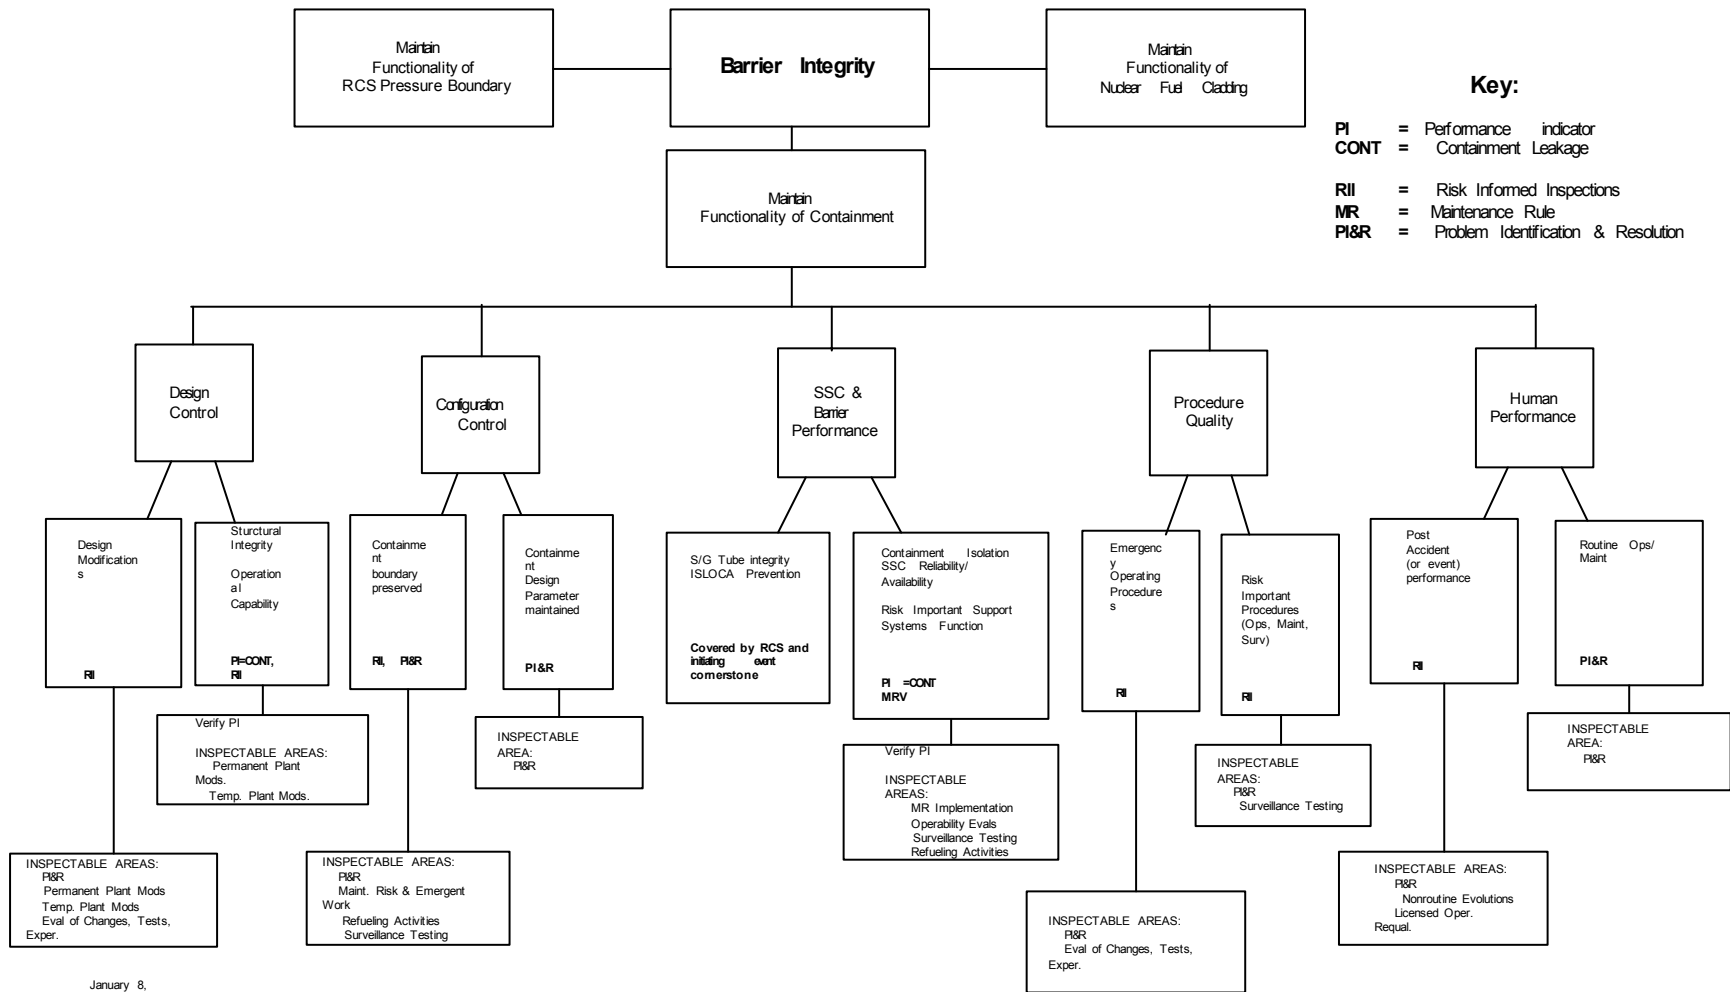 Maintain
Functionality of
RCS Pressure Boundary
Barrier Integrity
Maintain
Functionality of
Nuclear Fuel Cladding
Key:
PI = Performance indicator
CONT = Containment Leakage
RII = Risk Informed Inspections
MR = Maintenance Rule
PI&R = Problem Identification & Resolution
Maintain
Functionality of Containment
Design
Control
Configuration
Control
SSC &
Barrier
Performance
Procedure
Quality
Human
Performance
Design
Modification
s
RII
Sturctural
Integrity
Operation
al
Capability
PI=CONT,
RII
Containme
nt
boundary
preserved
RII, PI&R
Containme
nt
Design
Parameter
maintained
PI&R
S/G Tube integrity
ISLOCA Prevention
Covered by RCS and
initiating event
cornerstone
Containment Isolation
SSC Reliability/
Availability
Risk Important Support
Systems Function
PI =CONT
MRV
Emergenc
y
Operating
Procedure
s
RII
Risk
Important
Procedures
(Ops, Maint,
Surv)
RII
Post
Accident
(or event)
performance
RII
Routine Ops/
Maint
PI&R
Verify PI
INSPECTABLE AREAS:
Permanent Plant
Mods.
Temp. Plant Mods.
INSPECTABLE
AREA:
PI&R
Verify PI
INSPECTABLE
AREAS:
MR Implementation
Operability Evals
Surveillance Testing
Refueling Activities
INSPECTABLE
AREAS:
PI&R
Surveillance Testing
INSPECTABLE
AREA:
PI&R
INSPECTABLE AREAS:
PI&R
Permanent Plant Mods
Temp. Plant Mods
Eval of Changes, Tests,
Exper.
INSPECTABLE AREAS:
PI&R
Maint. Risk & Emergent
Work
Refueling Activities
Surveillance Testing
INSPECTABLE AREAS:
PI&R
Eval of Changes, Tests,
Exper.
INSPECTABLE AREAS:
PI&R
Nonroutine Evolutions
Licensed Oper.
Requal.
January 8,